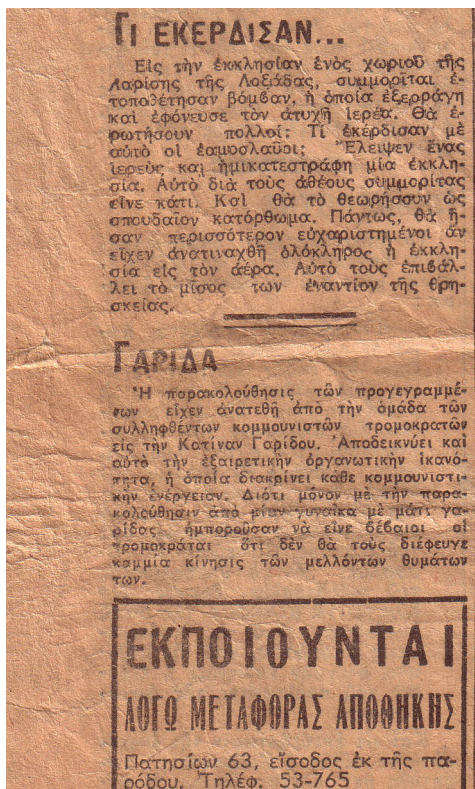 ΤΙ ΕΚΕΡΔΙΣΑΝ...
Εἰς τὴν ἐκκλησίαν ἑνὸς χωριοῦ τῆς
Λαρίσης τῆς Λοξιάδας, συμμορῖται ἐ-
τοποθέτησαν βόμβαν, ἡ ὁποία ἐξερράγη
καὶ ἐφόνευσε τὸν ἀτυχῆ ἱερέα. Θὰ ἐ-
ρωτήσουν πολλοί: Τί ἐκέρδισαν μὲ
αὐτὸ οἱ ἐαμοσλαῦοι; Ἔλειψεν ἕνας
ἱερεὺς καὶ ἡμικατεστράφη μία ἐκκλη-
σία. Αὐτὸ διὰ τοὺς ἀθέους συμμορίτας
εἶνε κάτι. Καὶ θὰ τὸ θεωρήσουν ὡς
σπουδαῖον κατόρθωμα. Πάντως, θὰ ἦ-
σαν περισσότερον εὐχαριστημένοι ἂν
εἶχεν ἀνατιναχθῆ ὁλόκληρος ἡ ἐκκλη-
σία εἰς τὸν ἀέρα. Αὐτὸ τοὺς ἐπιβάλ-
λει τὸ μῖσος των ἐναντίον τῆς θρη-
σκείας.
ΓΑΡΙΔΑ
Ἡ παρακολούθησις τῶν προγεγραμμέ-
νων εἶχεν ἀνατεθῆ ἀπὸ τὴν ὁμάδα τῶν
συλληφθέντων κομμουνιστῶν τρομοκρατῶν
εἰς τὴν Κατίναν Γαρίδου. Ἀποδεικνύει καὶ
αὐτὸ τὴν ἐξαιρετικὴν ὀργανωτικὴν ἱκανό-
τητα, ἡ ὁποία διακρίνει κάθε κομμουνιστι-
κὴν ἐνέργειαν. Διότι μόνον μὲ τὴν παρα-
κολούθησιν ἀπὸ μίαν γυναῖκα μὲ μάτι γα-
ρίδας ἠμποροῦσαν νὰ εἶνε βέβαιοι οἱ
τρομοκράται ὅτι δὲν θὰ τοὺς διέφευγε
καμμία κίνησις τῶν μελλόντων θυμάτων
των.
ΕΚΠΟΙΟΥΝΤΑΙ
ΛΟΓΩ ΜΕΤΑΦΟΡΑΣ ΑΠΟΘΗΚΗΣ
Πατησίων 63, εἴσοδος ἐκ τῆς πα-
ρόδου. Τηλέφ. 53-765